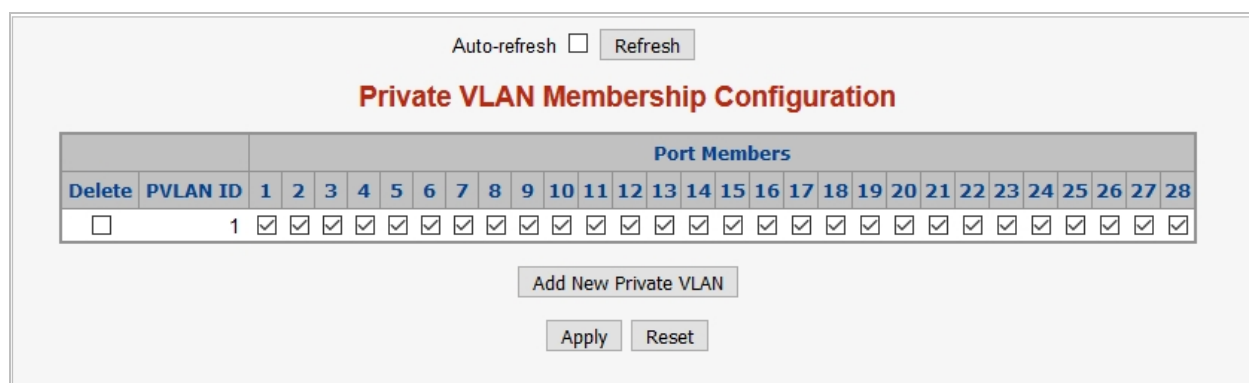 Auto-refresh Refresh
Private VLAN Membership Configuration
Port Members
Delete PVLAN ID 1 2 3 4 5 6 7 8 9 10 11 12 13 14 15 16 17 18 19 20 21 22 23 24 25 26 27 28
1
Add New Private VLAN
Apply Reset